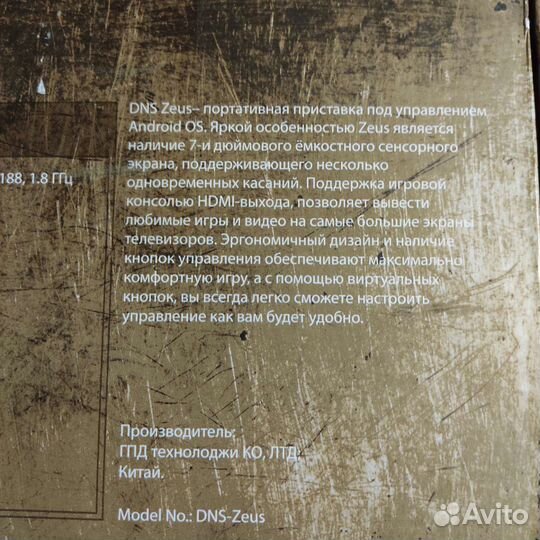 DNS Zeus-- портативная приставка под управлением
Android OS. Яркой особенностью Zeus является
наличие 7-и дюймового ёмкостного сенсорного
экрана, поддерживающего несколько
одновременных касаний. Поддержка игровой
консолью HDMI-выхода, позволяет вывести
любимые игры и видео на самые большие экраны
телевизоров. Эргономичный дизайн и наличие
кнопок управления обеспечивают максимально
комфортную игру, а с помощью виртуальных
кнопок, вы всегда легко сможете настроить
управление как вам будет удобно.
188, 1.8 ГГц
Производитель:
ГПД технолоджи КО, ЛТД
Китай.
Model No.: DNS-Zeus
Avito